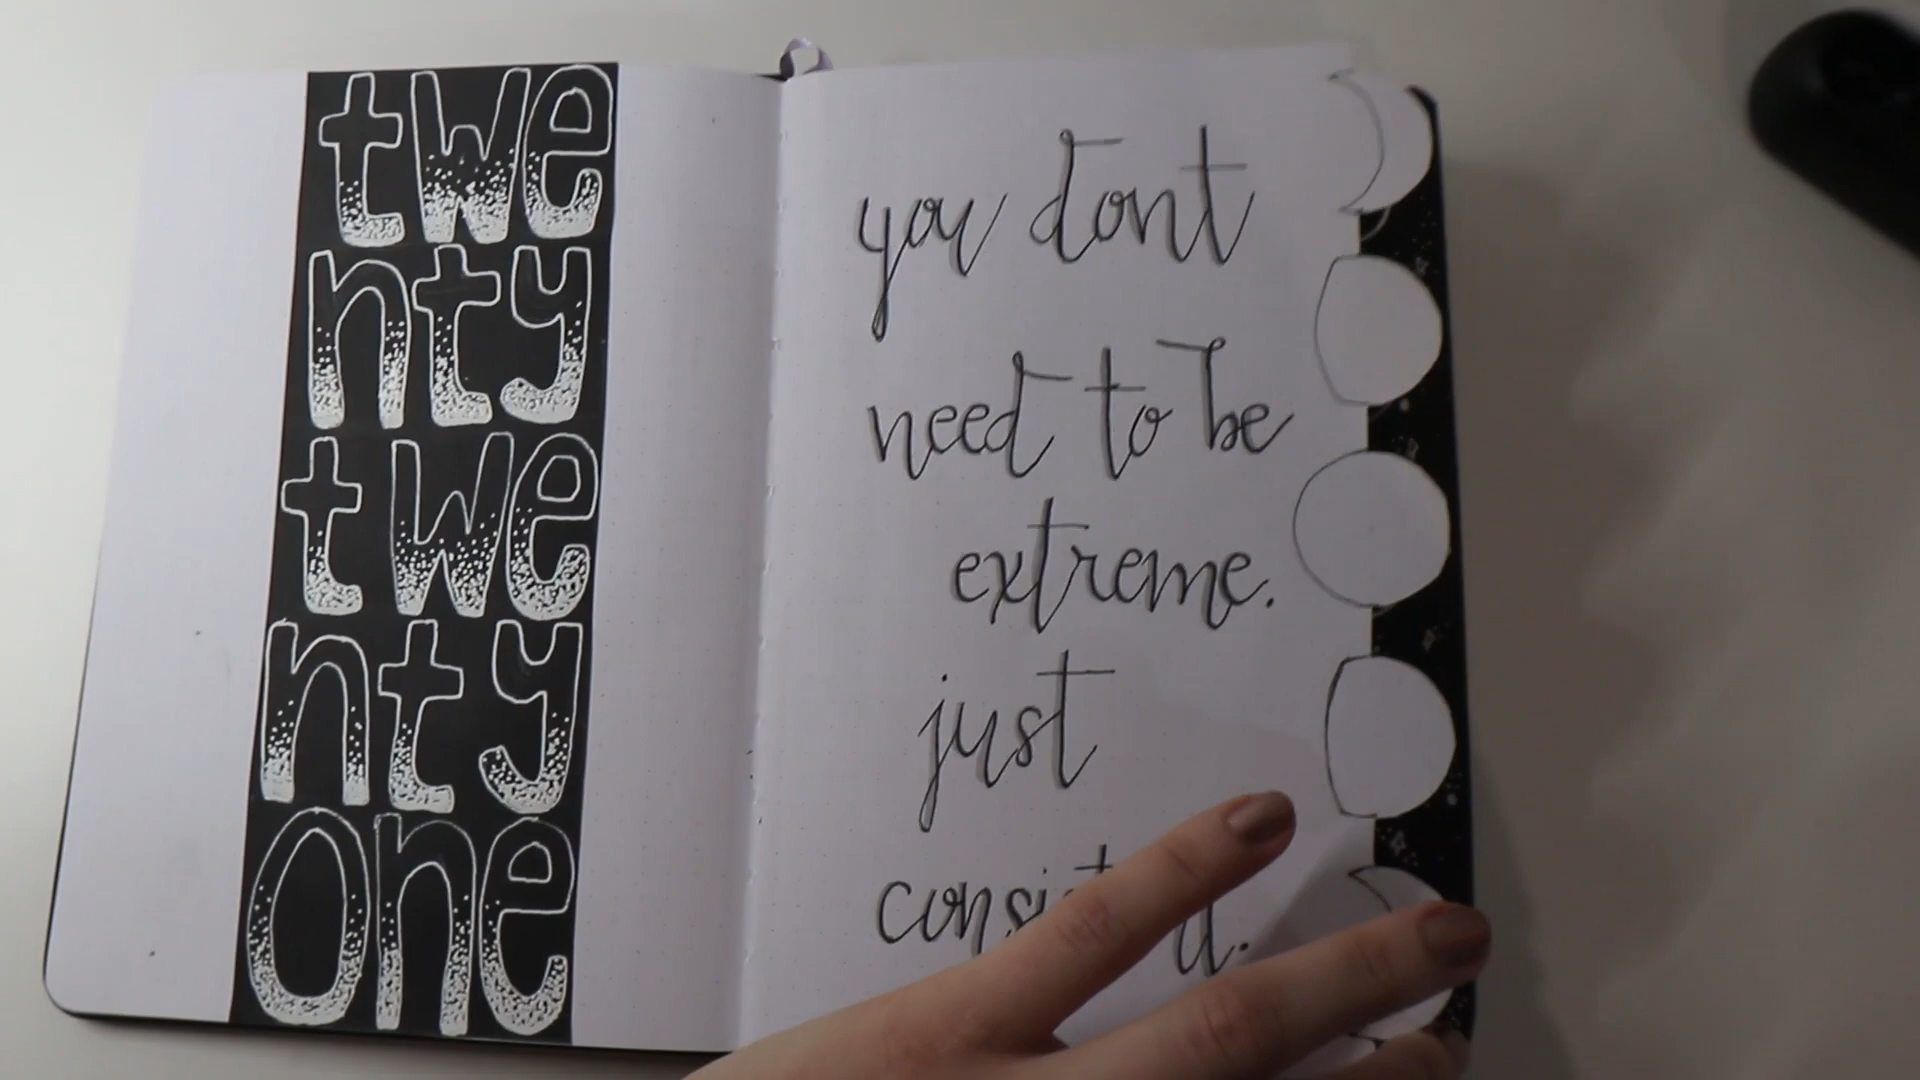 twe
nty
twe
nty
one
you dont
need to be
extreme.
just